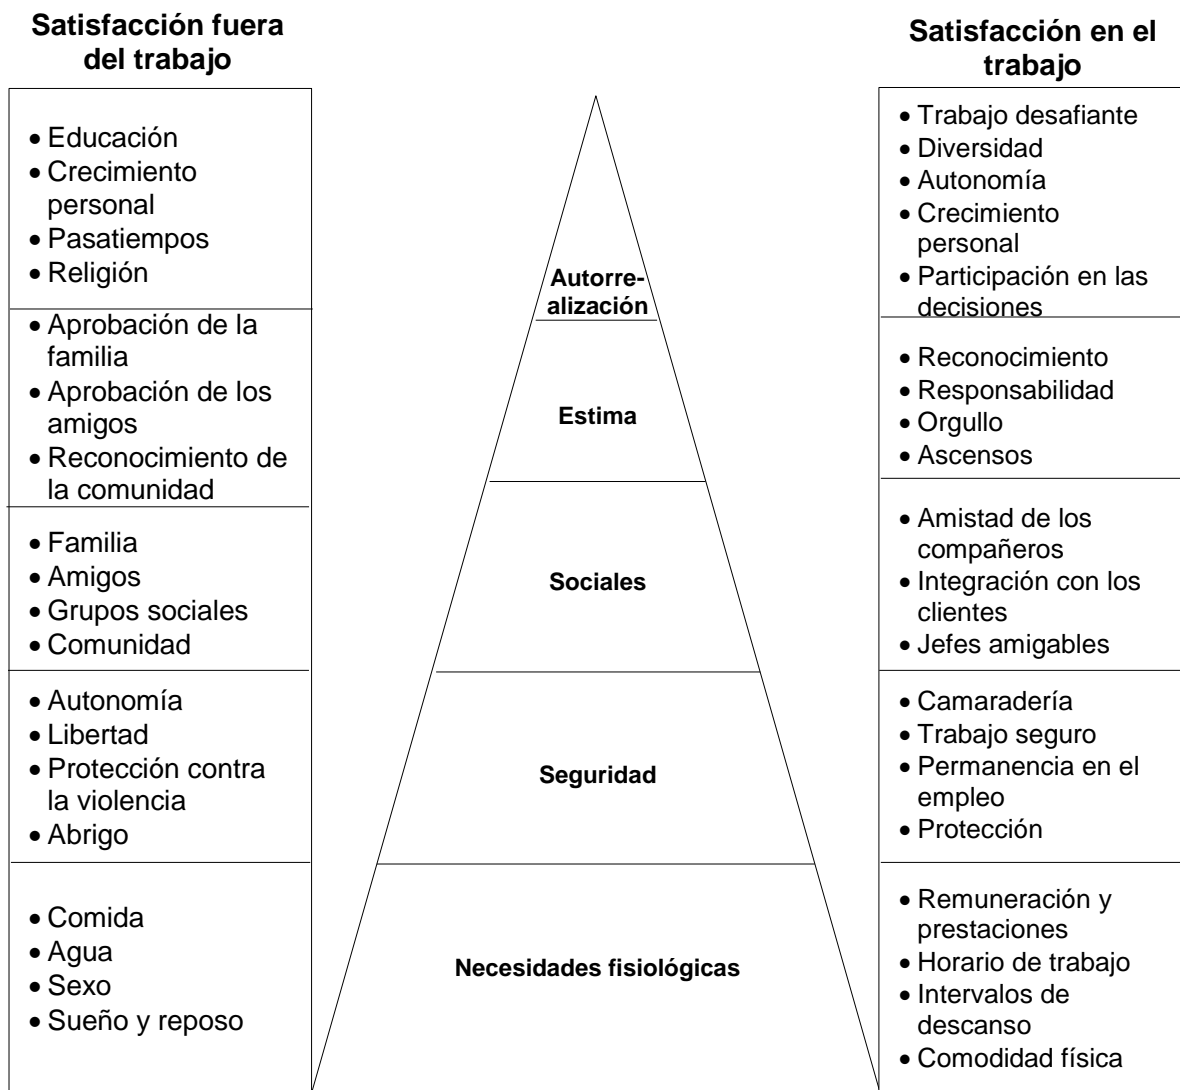 Satisfacción fuera
del trabajo
• Educación
• Crecimiento
personal
• Pasatiempos
• Religión
• Aprobación de la
familia
• Aprobación de los
amigos
• Reconocimiento de
la comunidad
• Familia
• Amigos
• Grupos sociales
• Comunidad
• Autonomía
• Libertad
• Protección contra
la violencia
• Abrigo
• Comida
• Agua
• Sexo
• Sueño y reposo
Autorre-
alización
Estima
Sociales
Seguridad
Necesidades fisiológicas
Satisfacción en el
trabajo
• Trabajo desafiante
• Diversidad
• Autonomía
• Crecimiento
personal
• Participación en las
decisiones
• Reconocimiento
• Responsabilidad
• Orgullo
• Ascensos
• Amistad de los
compañeros
• Integración con los
clientes
• Jefes amigables
• Camaradería
• Trabajo seguro
• Permanencia en el
empleo
• Protección
• Remuneración y
prestaciones
• Horario de trabajo
• Intervalos de
descanso
• Comodidad física